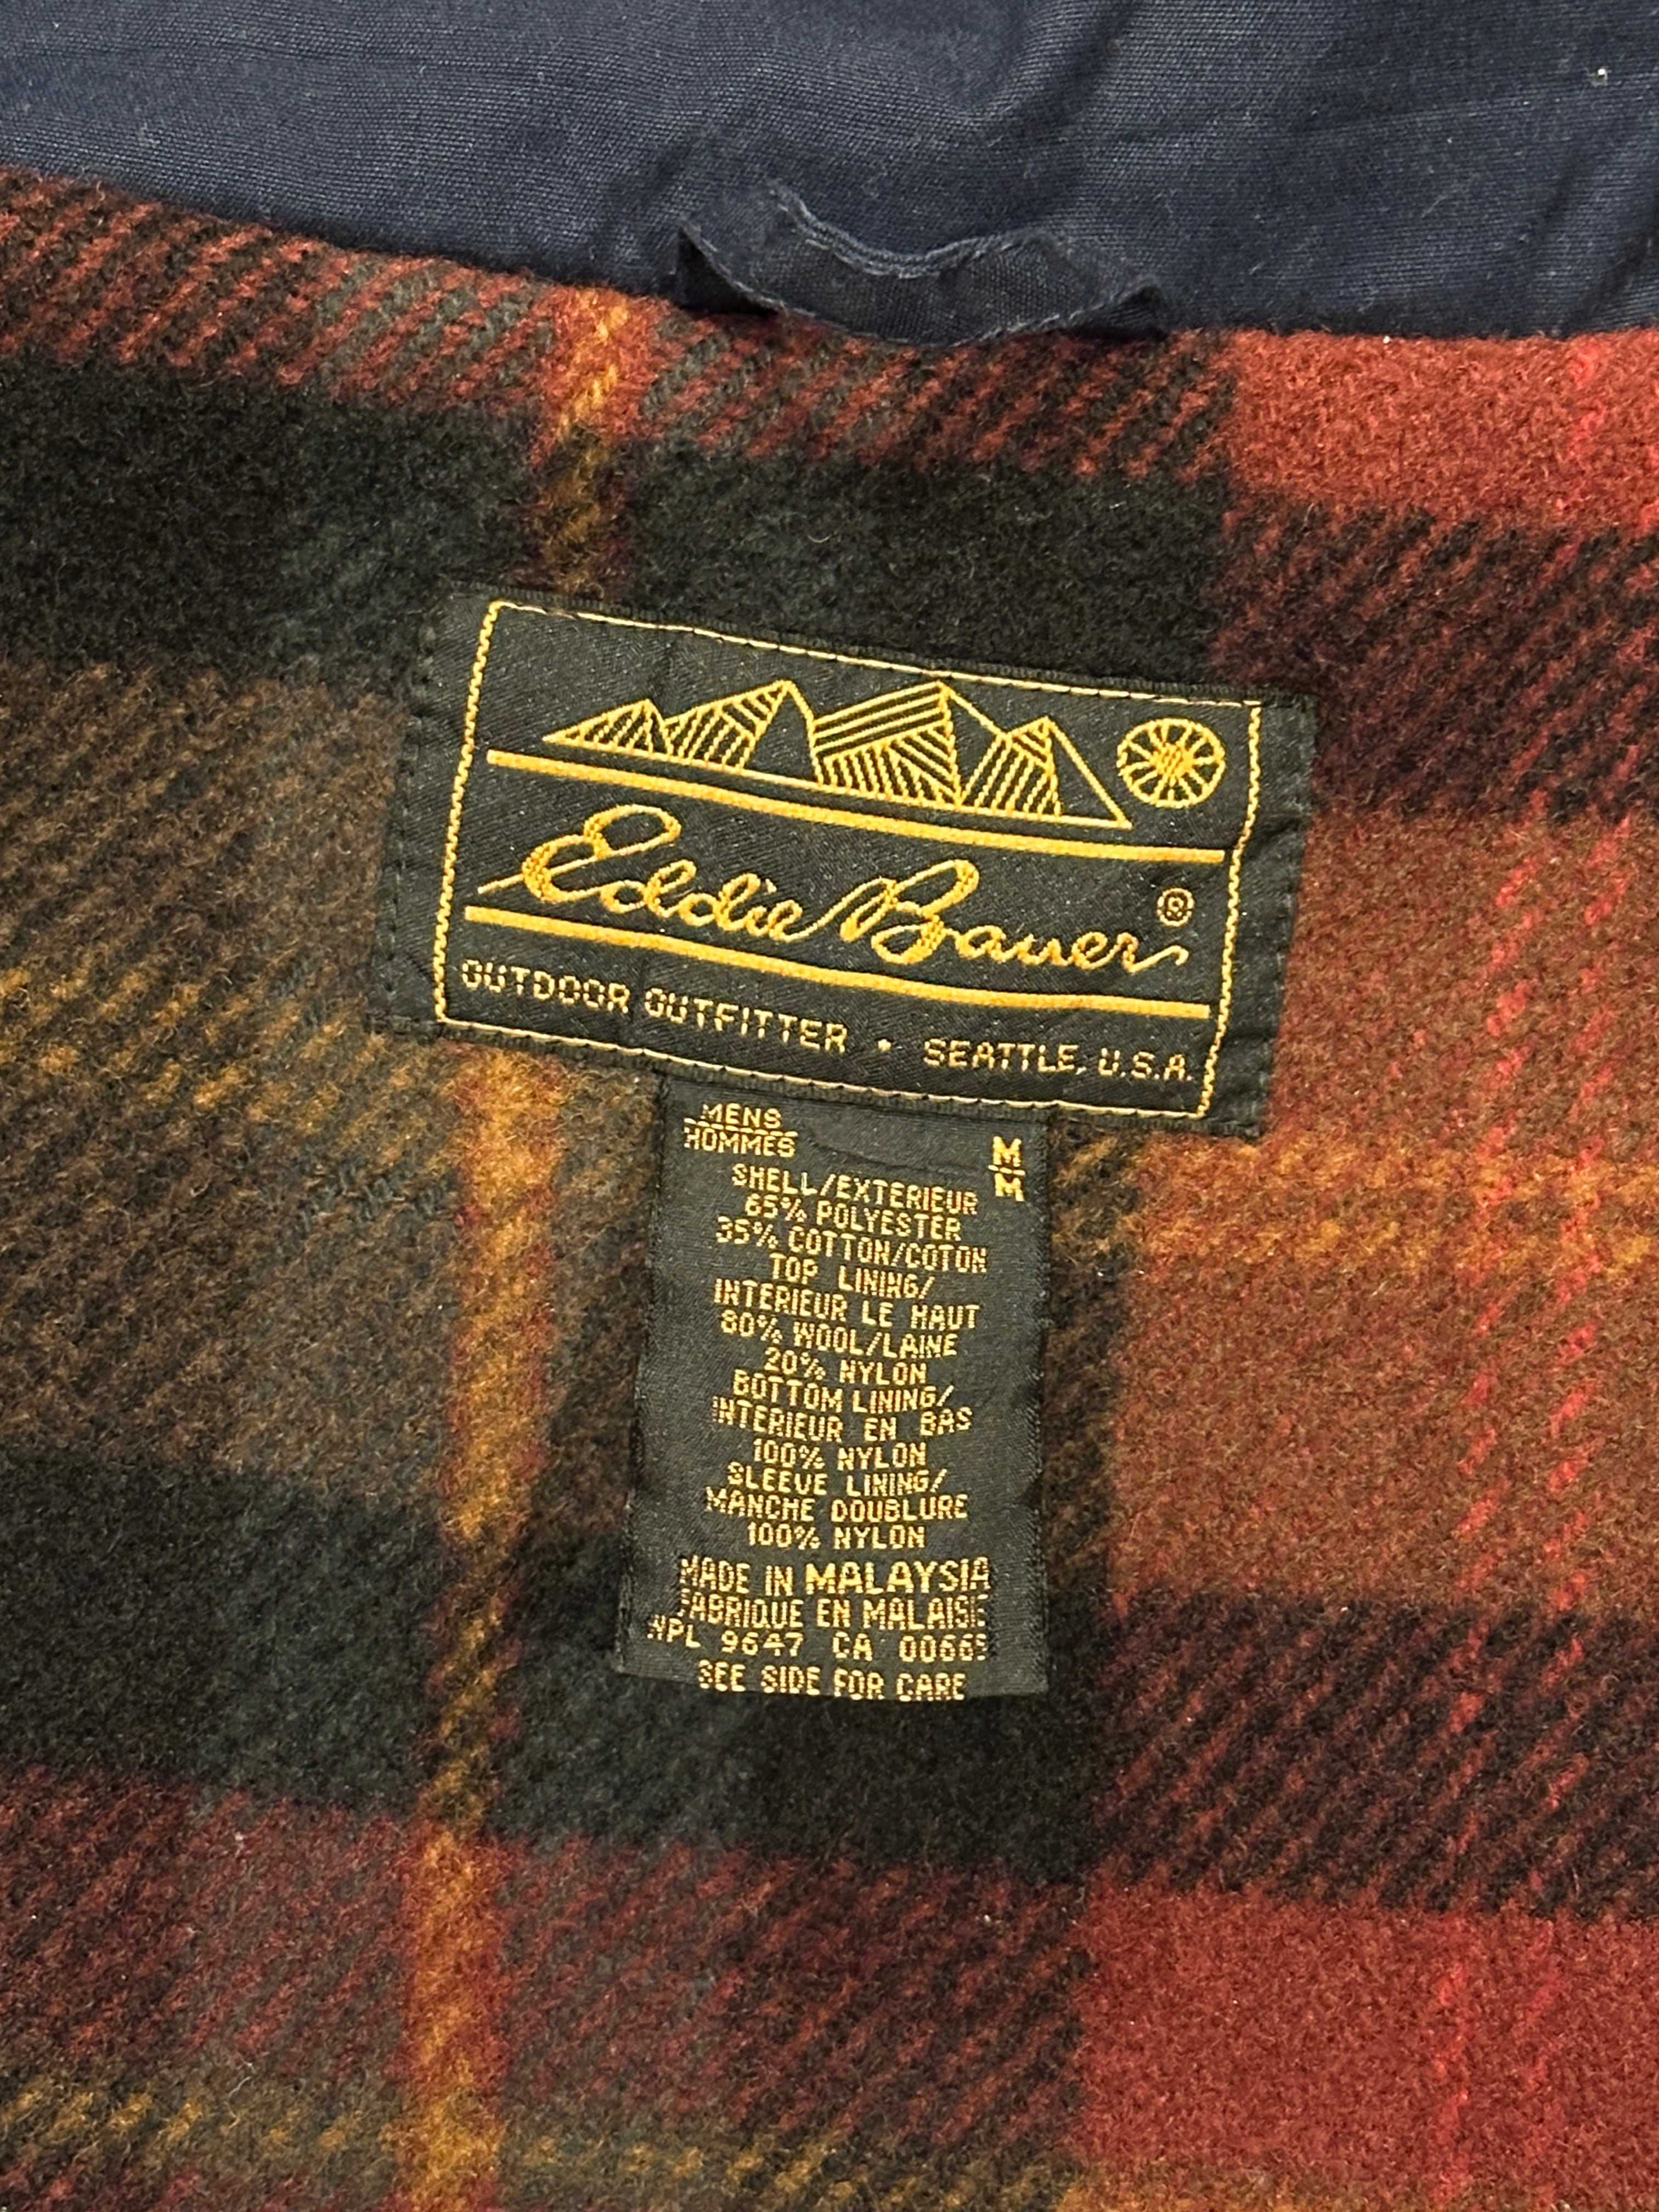 Eddie Bauer ®
OUTDOOR OUTFITTER • SEATTLE, U.S.A.
MENS
HOMMES
M
M
SHELL/EXTERIEUR
65% POLYESTER
35% COTTON/COTON
TOP LINING/
INTERIEUR LE HAUT
80% WOOL/LAINE
20% NYLON
BOTTOM LINING/
INTERIEUR EN BAS
100% NYLON
SLEEVE LINING/
MANCHE DOUBLURE
100% NYLON
MADE IN MALAYSIA
FABRIQUE EN MALAISIE
WPL 9647 CA
SEE SIDE FOR CARE